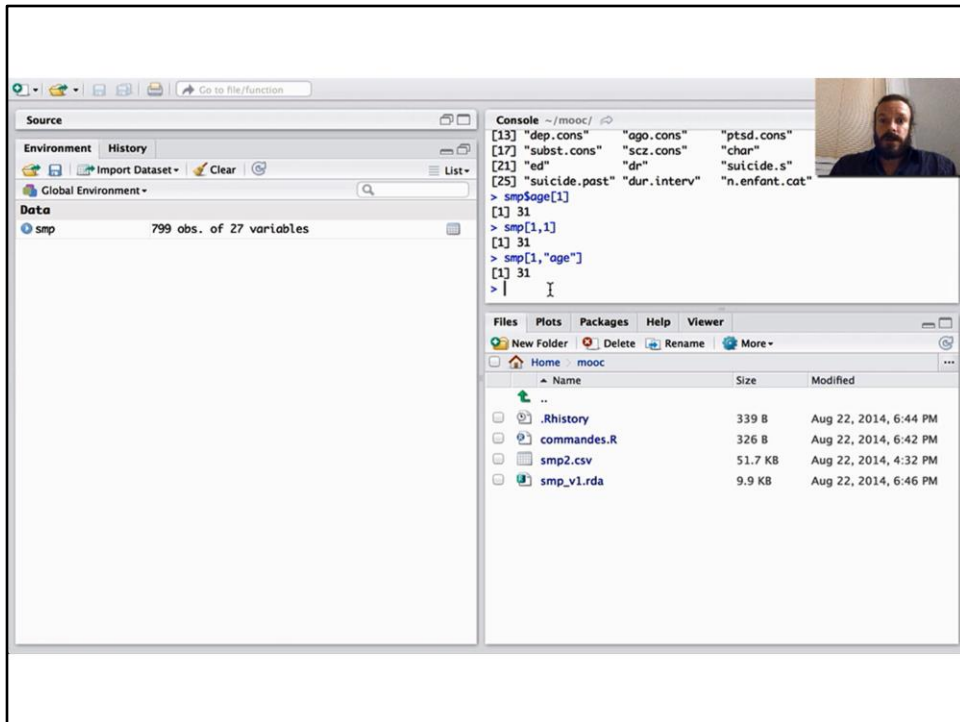 Go to file/function
Source
Environment History
Import Dataset Clear List
Global Environment
Data
smp 799 obs. of 27 variables
Console ~/mooc/
[13] "dep.cons" "ago.cons" "ptsd.cons"
[17] "subst.cons" "scz.cons" "char"
[21] "ed" "dr" "suicide.s"
[25] "suicide.past" "dur.interv" "n.enfant.cat"
> smp$age[1]
[1] 31
> smp[1,1]
[1] 31
> smp[1,"age"]
[1] 31
>
Files Plots Packages Help Viewer
New Folder Delete Rename More
Home mooc
Name Size Modified
..
.Rhistory 339 B Aug 22, 2014, 6:44 PM
commandes.R 326 B Aug 22, 2014, 6:42 PM
smp2.csv 51.7 KB Aug 22, 2014, 4:32 PM
smp_v1.rda 9.9 KB Aug 22, 2014, 6:46 PM